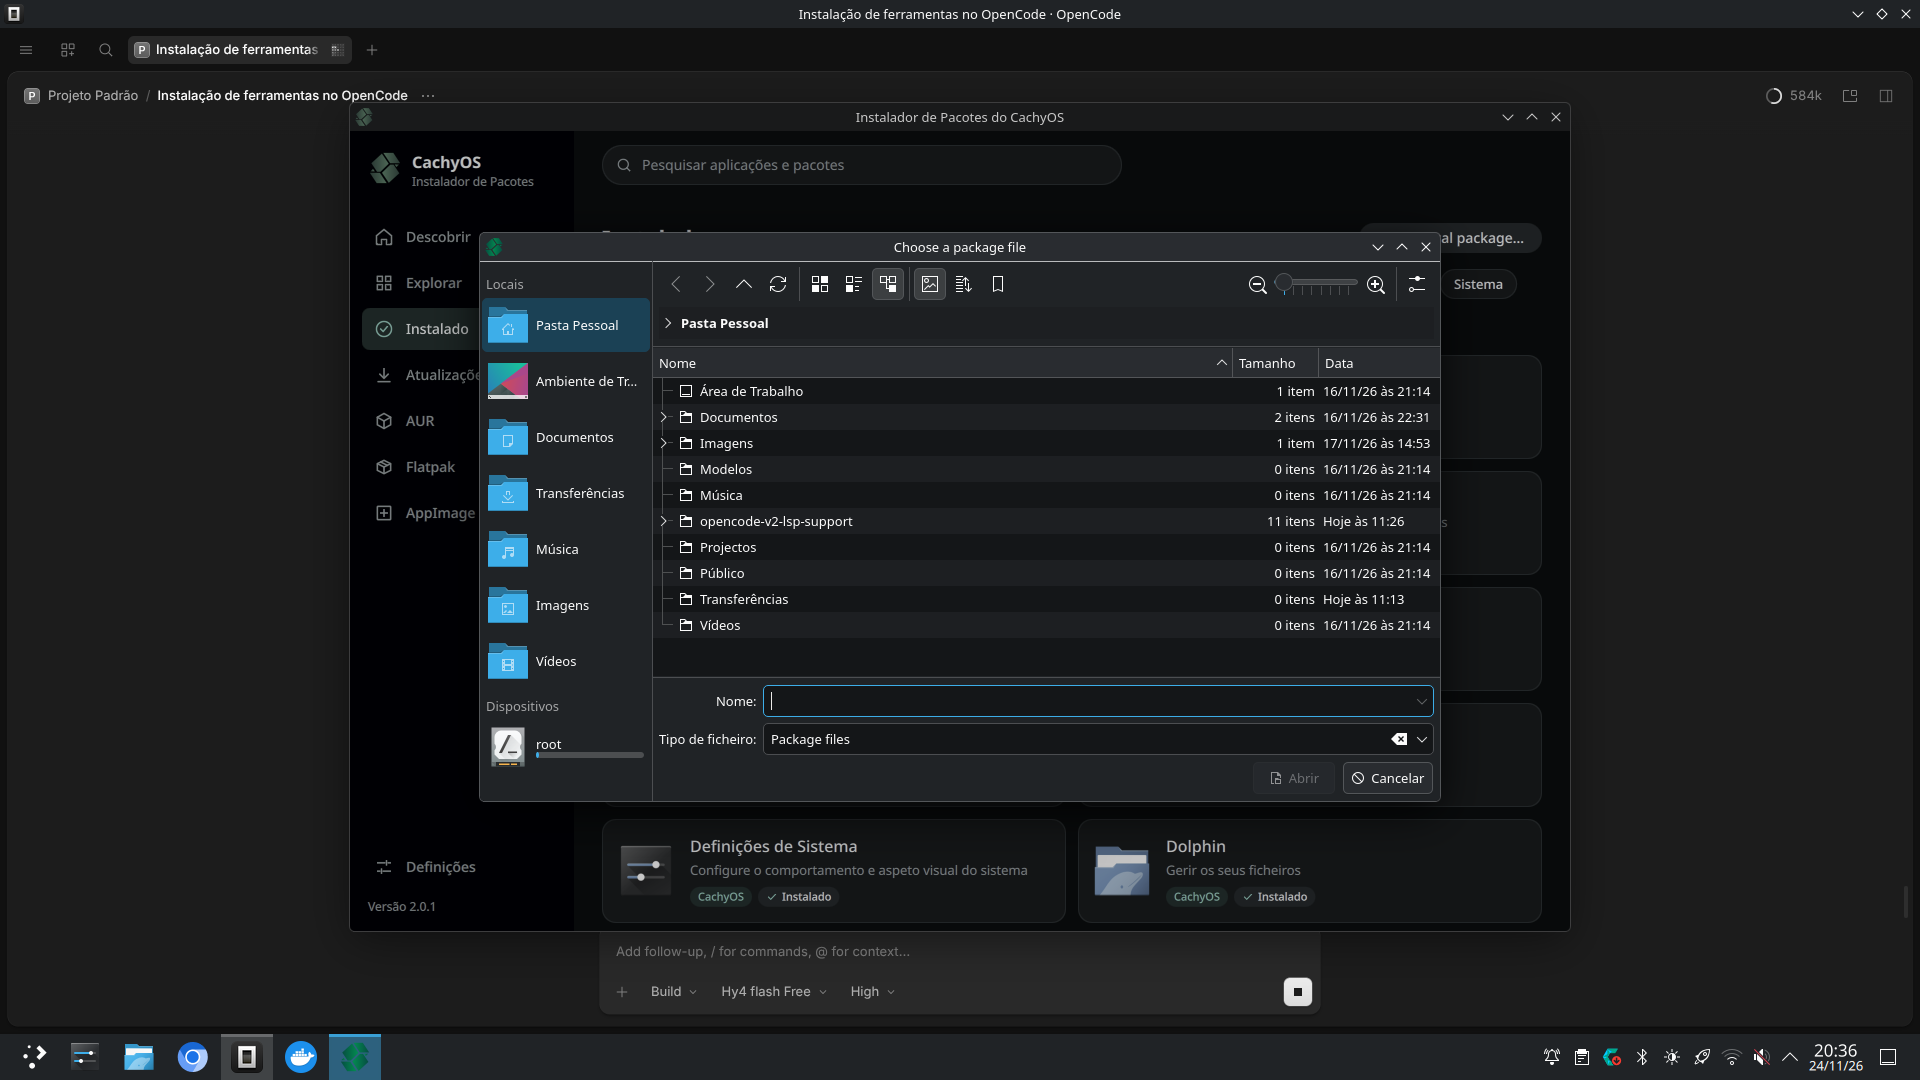 Instalação de ferramentas no OpenCode · OpenCode
P Instalação de ferramentas
P Projeto Padrão / Instalação de ferramentas no OpenCode ...
584k
Instalador de Pacotes do CachyOS
CachyOS
Instalador de Pacotes
Pesquisar aplicações e pacotes
Descobrir
Explorar
Instalado
Atualizaçõe
AUR
Flatpak
AppImage
Definições
Versão 2.0.1
al package...
Sistema
Choose a package file
Locais
Pasta Pessoal
Ambiente de Tr...
Documentos
Transferências
Música
Imagens
Vídeos
Dispositivos
root
Pasta Pessoal
Nome Tamanho Data
Área de Trabalho 1 item 16/11/26 às 21:14
Documentos 2 itens 16/11/26 às 22:31
Imagens 1 item 17/11/26 às 14:53
Modelos 0 itens 16/11/26 às 21:14
Música 0 itens 16/11/26 às 21:14
opencode-v2-lsp-support 11 itens Hoje às 11:26
Projectos 0 itens 16/11/26 às 21:14
Público 0 itens 16/11/26 às 21:14
Transferências 0 itens Hoje às 11:13
Vídeos 0 itens 16/11/26 às 21:14
Nome:
Tipo de ficheiro: Package files
Abrir Cancelar
Definições de Sistema
Configure o comportamento e aspeto visual do sistema
CachyOS Instalado
Dolphin
Gerir os seus ficheiros
CachyOS Instalado
Add follow-up, / for commands, @ for context...
Build Hy4 flash Free High
20:36
24/11/26